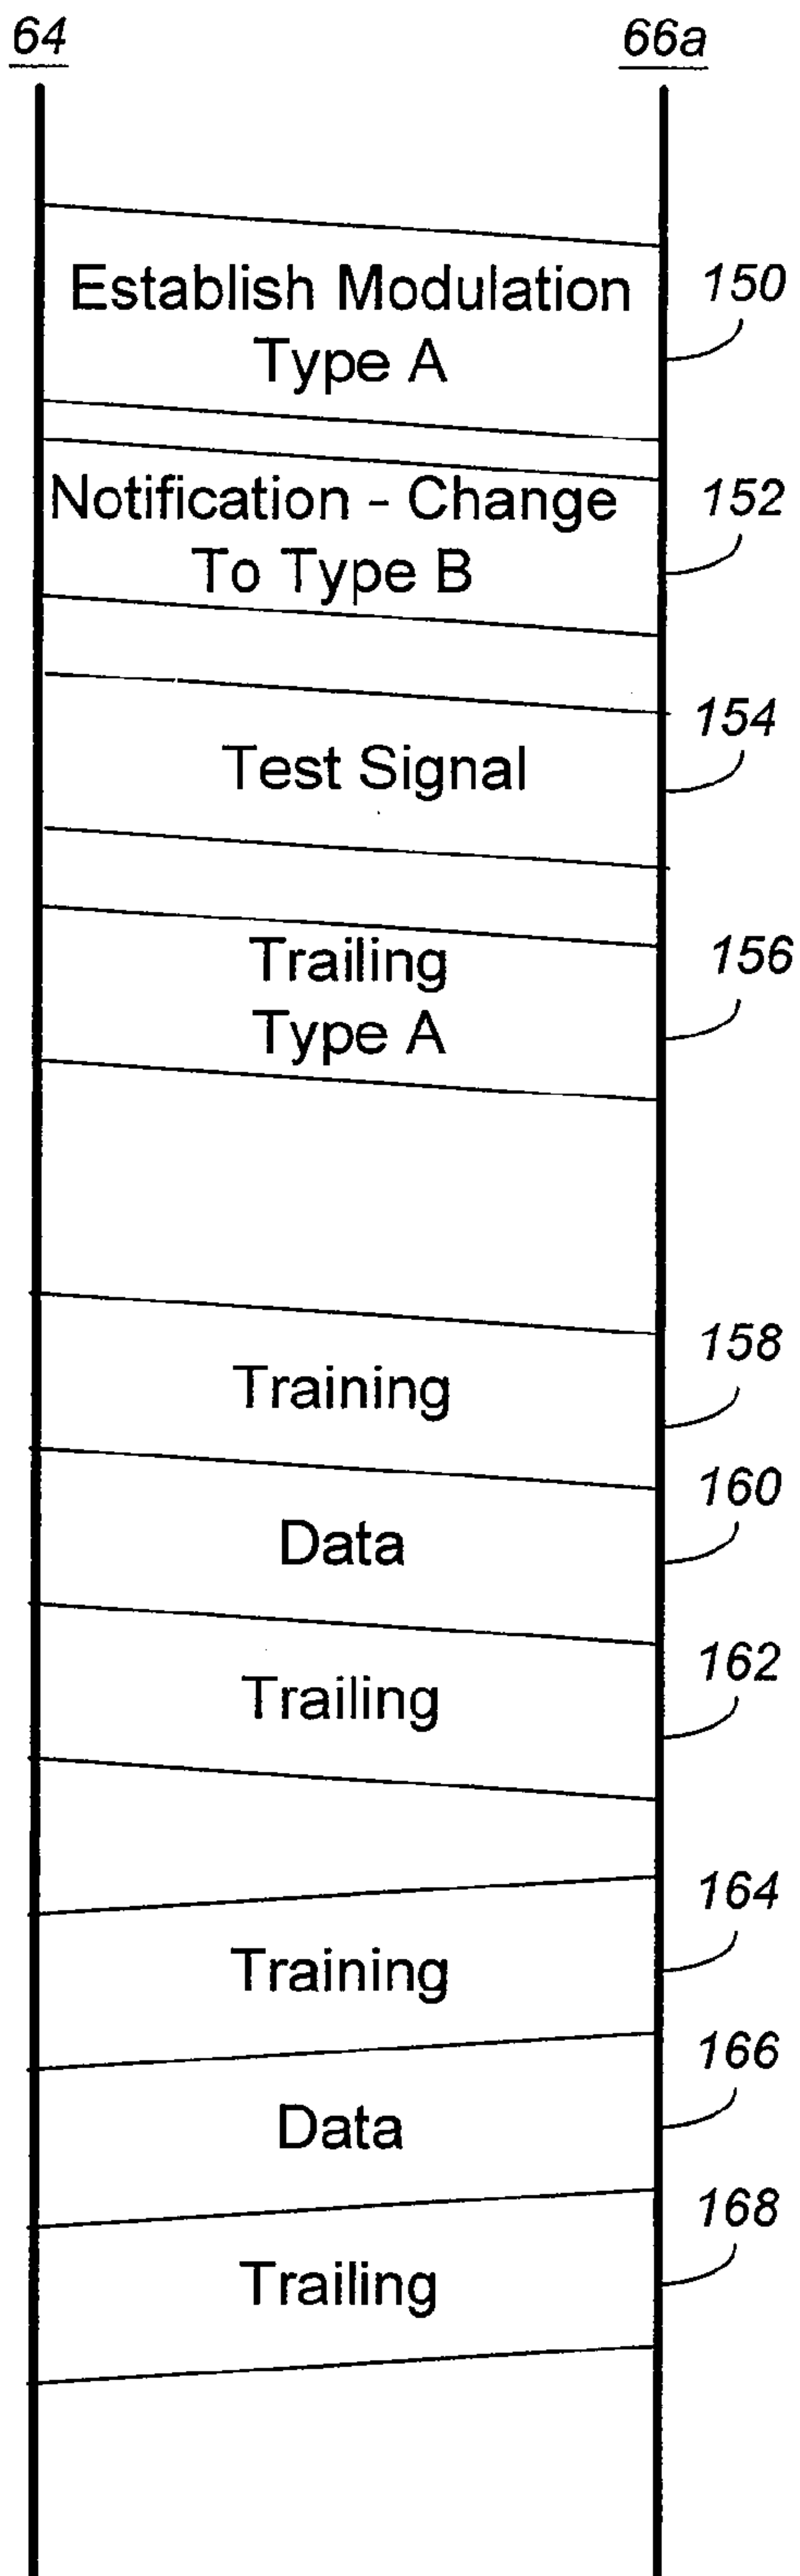 64 66a
Establish Modulation
Type A
150
Notification - Change
To Type B
152
154
Test Signal
Trailing
Type A
156
158
Training
160
Data
162
Trailing
164
Training
166
Data
168
Trailing